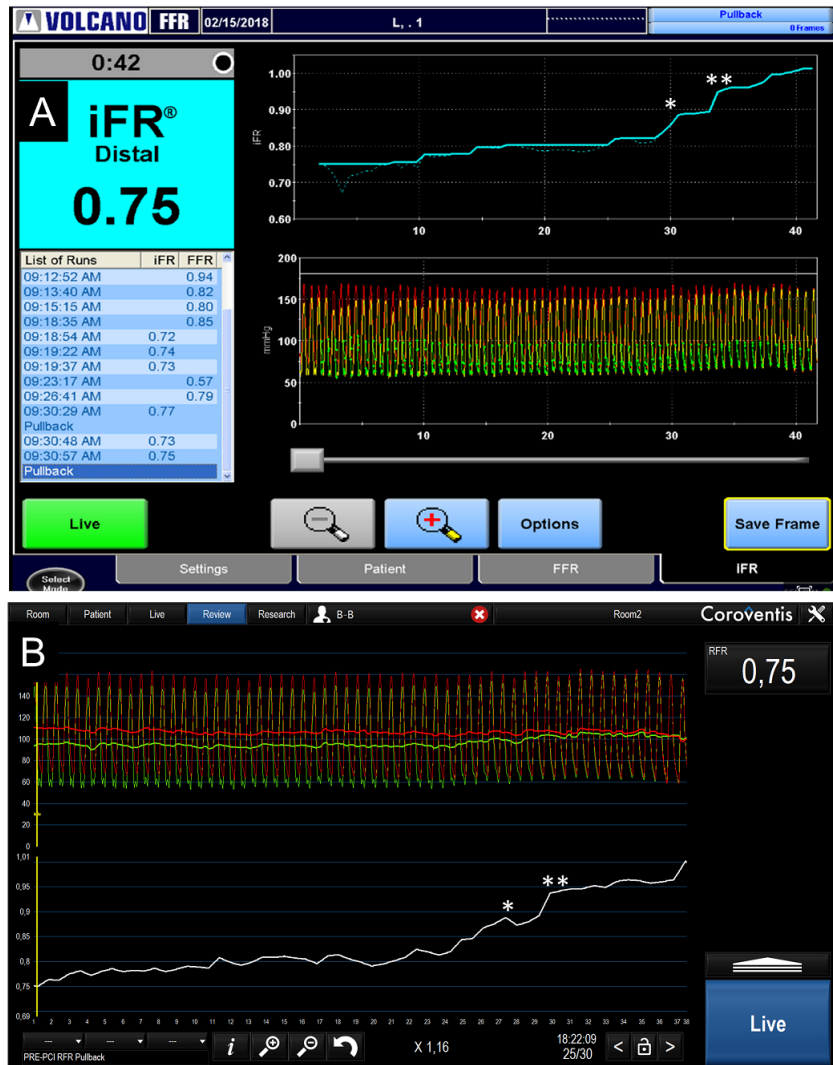 VOLCANO FFR 02/15/2018 L, . 1 Pullback
0 Frames
0:42
A
iFR®
Distal
0.75
* **
1.00
0.90
0.80
0.70
0.60
iFR
10 20 30 40
List of Runs iFR FFR
09:12:52 AM 0.94
09:13:40 AM 0.82
09:15:15 AM 0.80
09:18:35 AM 0.85
09:18:54 AM 0.72
09:19:22 AM 0.74
09:19:37 AM 0.73
09:23:17 AM 0.57
09:26:41 AM 0.79
09:30:29 AM 0.77
Pullback
09:30:48 AM 0.73
09:30:57 AM 0.75
Pullback
200
150
100
50
0
mmHg
10 20 30 40
Live Options Save Frame
Select Mode Settings Patient FFR iFR
Room Patient Live Review Research B-B Room2 Coroventis
B
RFR
0,75
140
120
100
80
60
40
20
0
1,01
0,95
0,9
0,85
0,8
0,75
0,69
* **
1 2 3 4 5 6 7 8 9 10 11 12 13 14 15 16 17 18 19 20 21 22 23 24 25 26 27 28 29 30 31 32 33 34 35 36 37 38
--- --- --- i X 1,16 18:22:09
25/30 < >
PRE-PCI RFR Pullback
Live